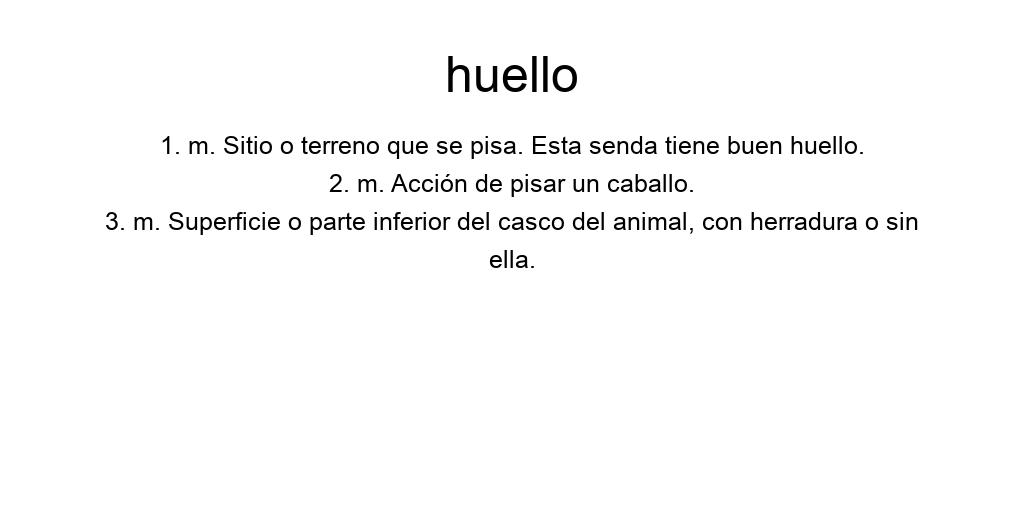 huello
1. m. Sitio o terreno que se pisa. Esta senda tiene buen huello.
2. m. Acción de pisar un caballo.
3. m. Superficie o parte inferior del casco del animal, con herradura o sin
ella.